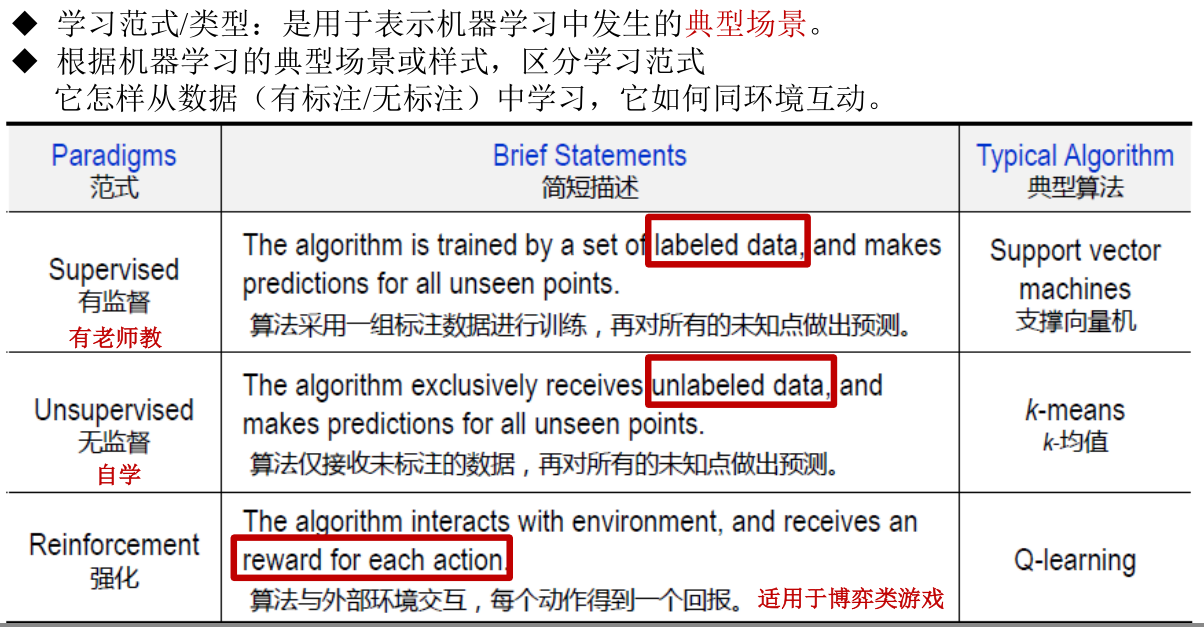 ◆ 学习范式/类型：是用于表示机器学习中发生的典型场景。
◆ 根据机器学习的典型场景或样式，区分学习范式
它怎样从数据（有标注/无标注）中学习，它如何同环境互动。
Paradigms
范式
Brief Statements
简短描述
Typical Algorithm
典型算法
Supervised
有监督
有老师教
The algorithm is trained by a set of labeled data, and makes
predictions for all unseen points.
算法采用一组标注数据进行训练，再对所有的未知点做出预测。
Support vector
machines
支撑向量机
Unsupervised
无监督
自学
The algorithm exclusively receives unlabeled data, and
makes predictions for all unseen points.
算法仅接收未标注的数据，再对所有的未知点做出预测。
k-means
k-均值
Reinforcement
强化
The algorithm interacts with environment, and receives an
reward for each action.
算法与外部环境交互，每个动作得到一个回报。 适用于博弈类游戏
Q-learning